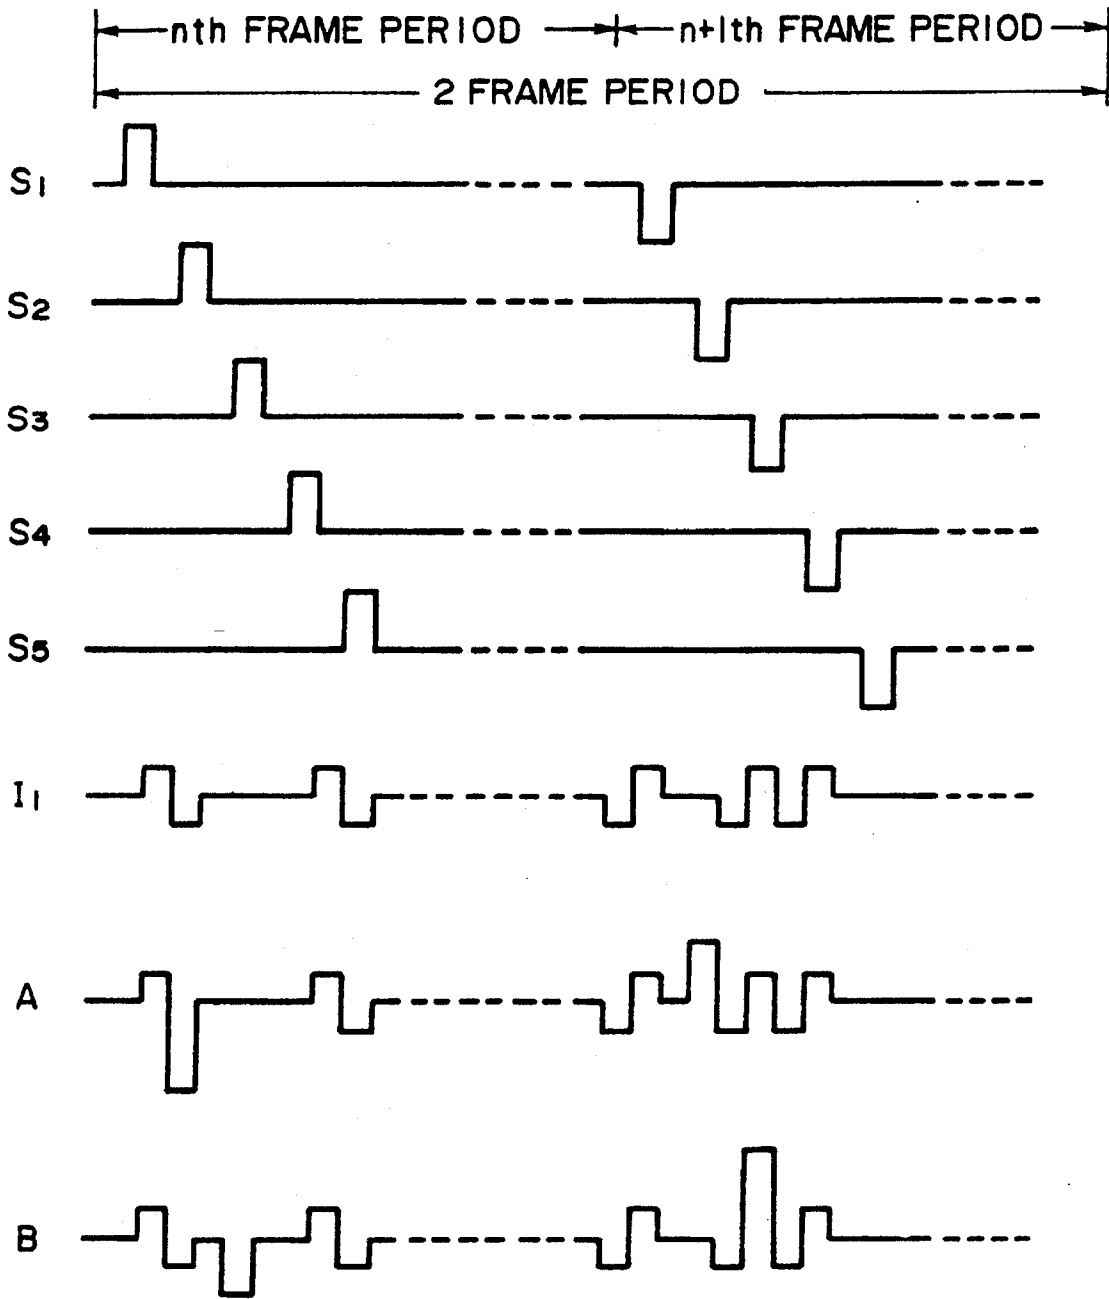 nth FRAME PERIOD n+1th FRAME PERIOD
2 FRAME PERIOD
S1
S2
S3
S4
S5
I1
A
B